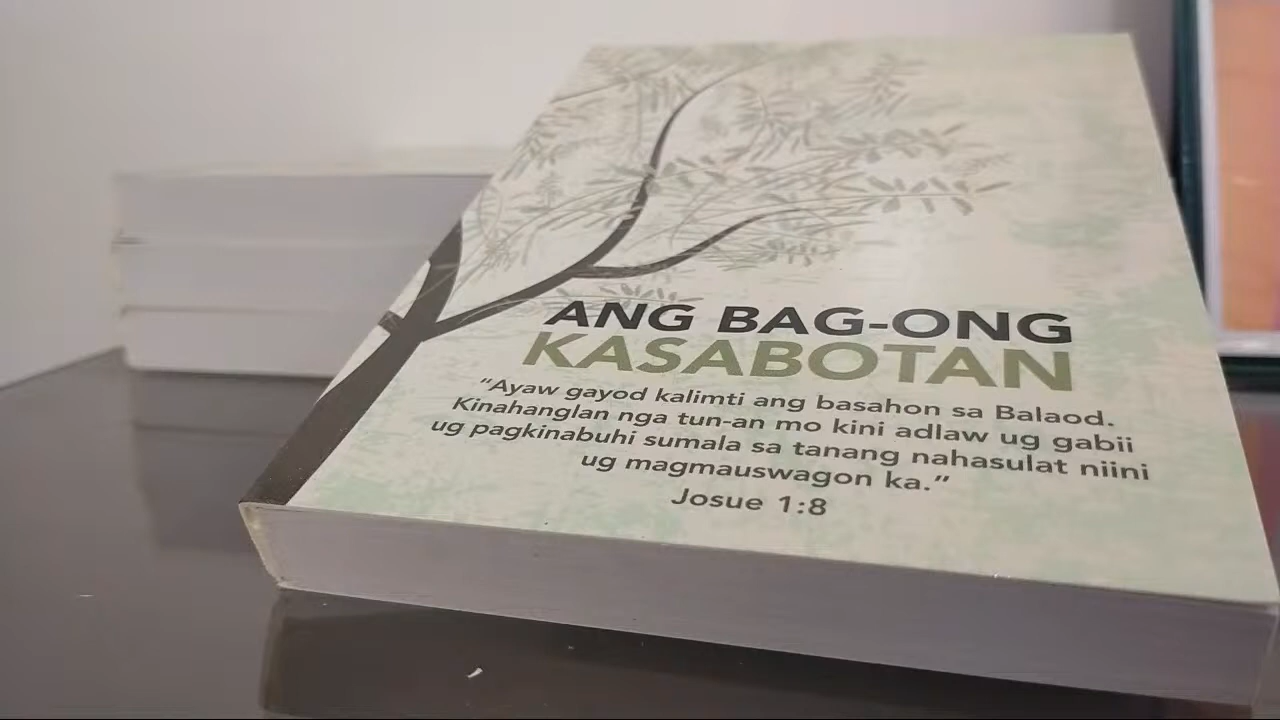 ANG BAG-ONG
KASABOTAN
"Ayaw gayod kalimti ang basahon sa Balaod.
Kinahanglan nga tun-an mo kini adlaw ug gabii
ug pagkinabuhi sumala sa tanang nahasulat niini
ug magmauswagon ka."
Josue 1:8